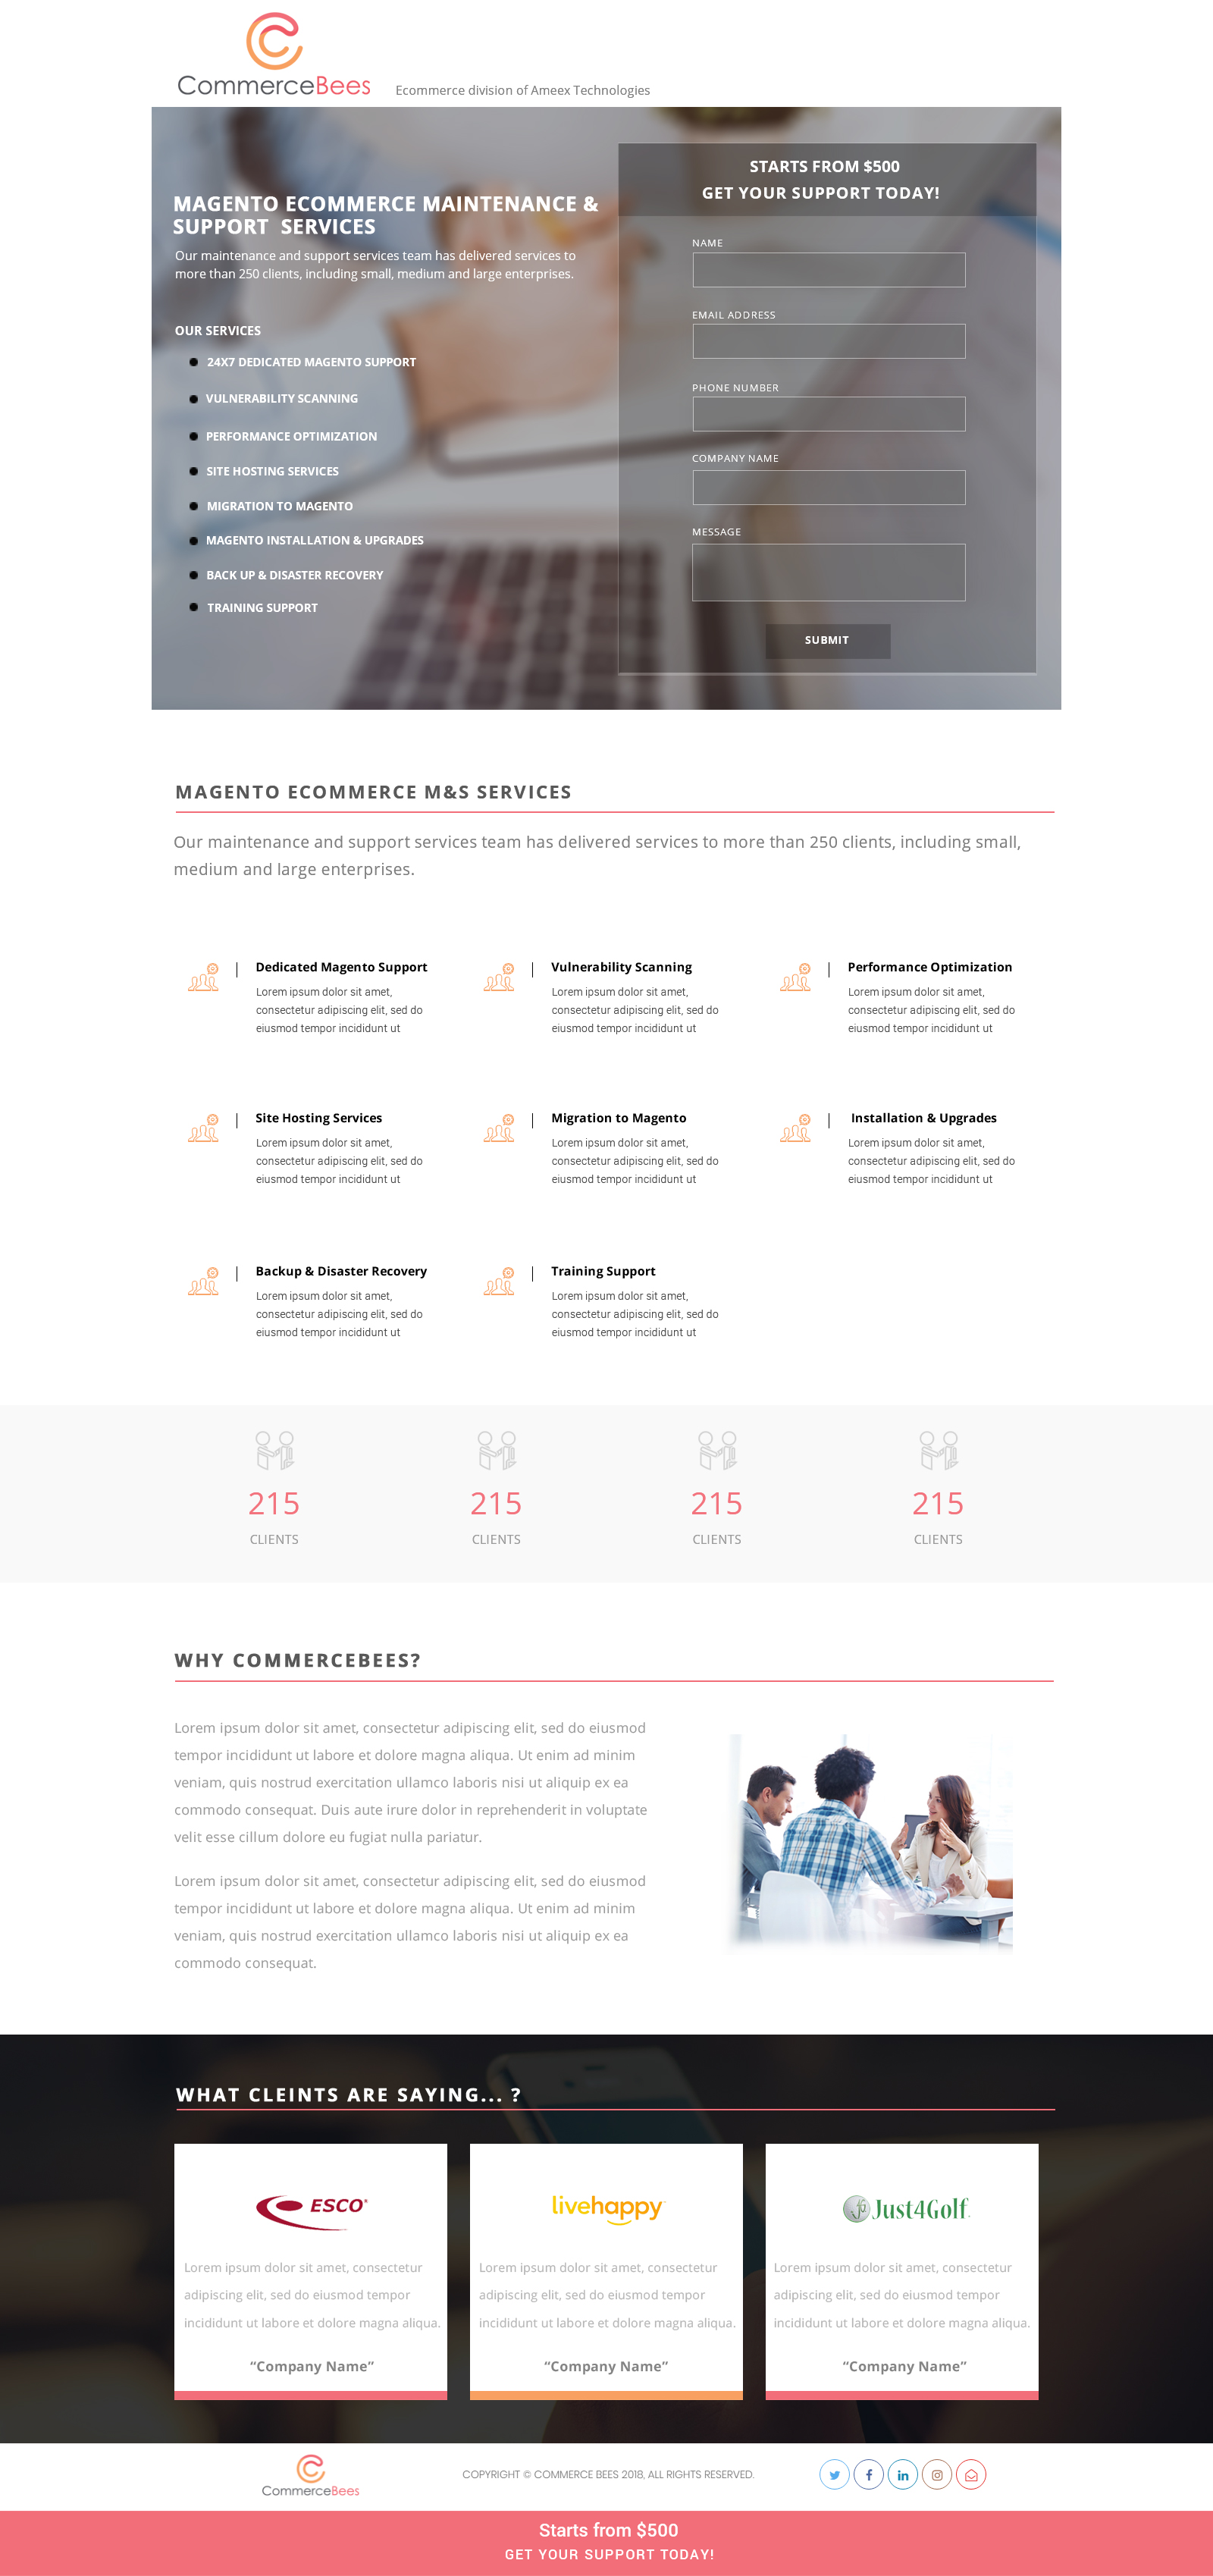 CommerceBees
Ecommerce division of Ameex Technologies
MAGENTO ECOMMERCE MAINTENANCE &
SUPPORT SERVICES
Our maintenance and support services team has delivered services to
more than 250 clients, including small, medium and large enterprises.
OUR SERVICES
24X7 DEDICATED MAGENTO SUPPORT
VULNERABILITY SCANNING
PERFORMANCE OPTIMIZATION
SITE HOSTING SERVICES
MIGRATION TO MAGENTO
MAGENTO INSTALLATION & UPGRADES
BACK UP & DISASTER RECOVERY
TRAINING SUPPORT
STARTS FROM $500
GET YOUR SUPPORT TODAY!
NAME
EMAIL ADDRESS
PHONE NUMBER
COMPANY NAME
MESSAGE
SUBMIT
MAGENTO ECOMMERCE M&S SERVICES
Our maintenance and support services team has delivered services to more than 250 clients, including small,
medium and large enterprises.
Dedicated Magento Support
Lorem ipsum dolor sit amet,
consectetur adipiscing elit, sed do
eiusmod tempor incididunt ut
Vulnerability Scanning
Lorem ipsum dolor sit amet,
consectetur adipiscing elit, sed do
eiusmod tempor incididunt ut
Performance Optimization
Lorem ipsum dolor sit amet,
consectetur adipiscing elit, sed do
eiusmod tempor incididunt ut
Site Hosting Services
Lorem ipsum dolor sit amet,
consectetur adipiscing elit, sed do
eiusmod tempor incididunt ut
Migration to Magento
Lorem ipsum dolor sit amet,
consectetur adipiscing elit, sed do
eiusmod tempor incididunt ut
Installation & Upgrades
Lorem ipsum dolor sit amet,
consectetur adipiscing elit, sed do
eiusmod tempor incididunt ut
Backup & Disaster Recovery
Lorem ipsum dolor sit amet,
consectetur adipiscing elit, sed do
eiusmod tempor incididunt ut
Training Support
Lorem ipsum dolor sit amet,
consectetur adipiscing elit, sed do
eiusmod tempor incididunt ut
215
CLIENTS
215
CLIENTS
215
CLIENTS
215
CLIENTS
WHY COMMERCEBEES?
Lorem ipsum dolor sit amet, consectetur adipiscing elit, sed do eiusmod
tempor incididunt ut labore et dolore magna aliqua. Ut enim ad minim
veniam, quis nostrud exercitation ullamco laboris nisi ut aliquip ex ea
commodo consequat. Duis aute irure dolor in reprehenderit in voluptate
velit esse cillum dolore eu fugiat nulla pariatur.
Lorem ipsum dolor sit amet, consectetur adipiscing elit, sed do eiusmod
tempor incididunt ut labore et dolore magna aliqua. Ut enim ad minim
veniam, quis nostrud exercitation ullamco laboris nisi ut aliquip ex ea
commodo consequat.
WHAT CLEINTS ARE SAYING... ?
ESCO®
Lorem ipsum dolor sit amet, consectetur
adipiscing elit, sed do eiusmod tempor
incididunt ut labore et dolore magna aliqua.
“Company Name”
livehappy
Lorem ipsum dolor sit amet, consectetur
adipiscing elit, sed do eiusmod tempor
incididunt ut labore et dolore magna aliqua.
“Company Name”
Just4Golf
Lorem ipsum dolor sit amet, consectetur
adipiscing elit, sed do eiusmod tempor
incididunt ut labore et dolore magna aliqua.
“Company Name”
CommerceBees
COPYRIGHT © COMMERCE BEES 2018, ALL RIGHTS RESERVED.
Starts from $500
GET YOUR SUPPORT TODAY!